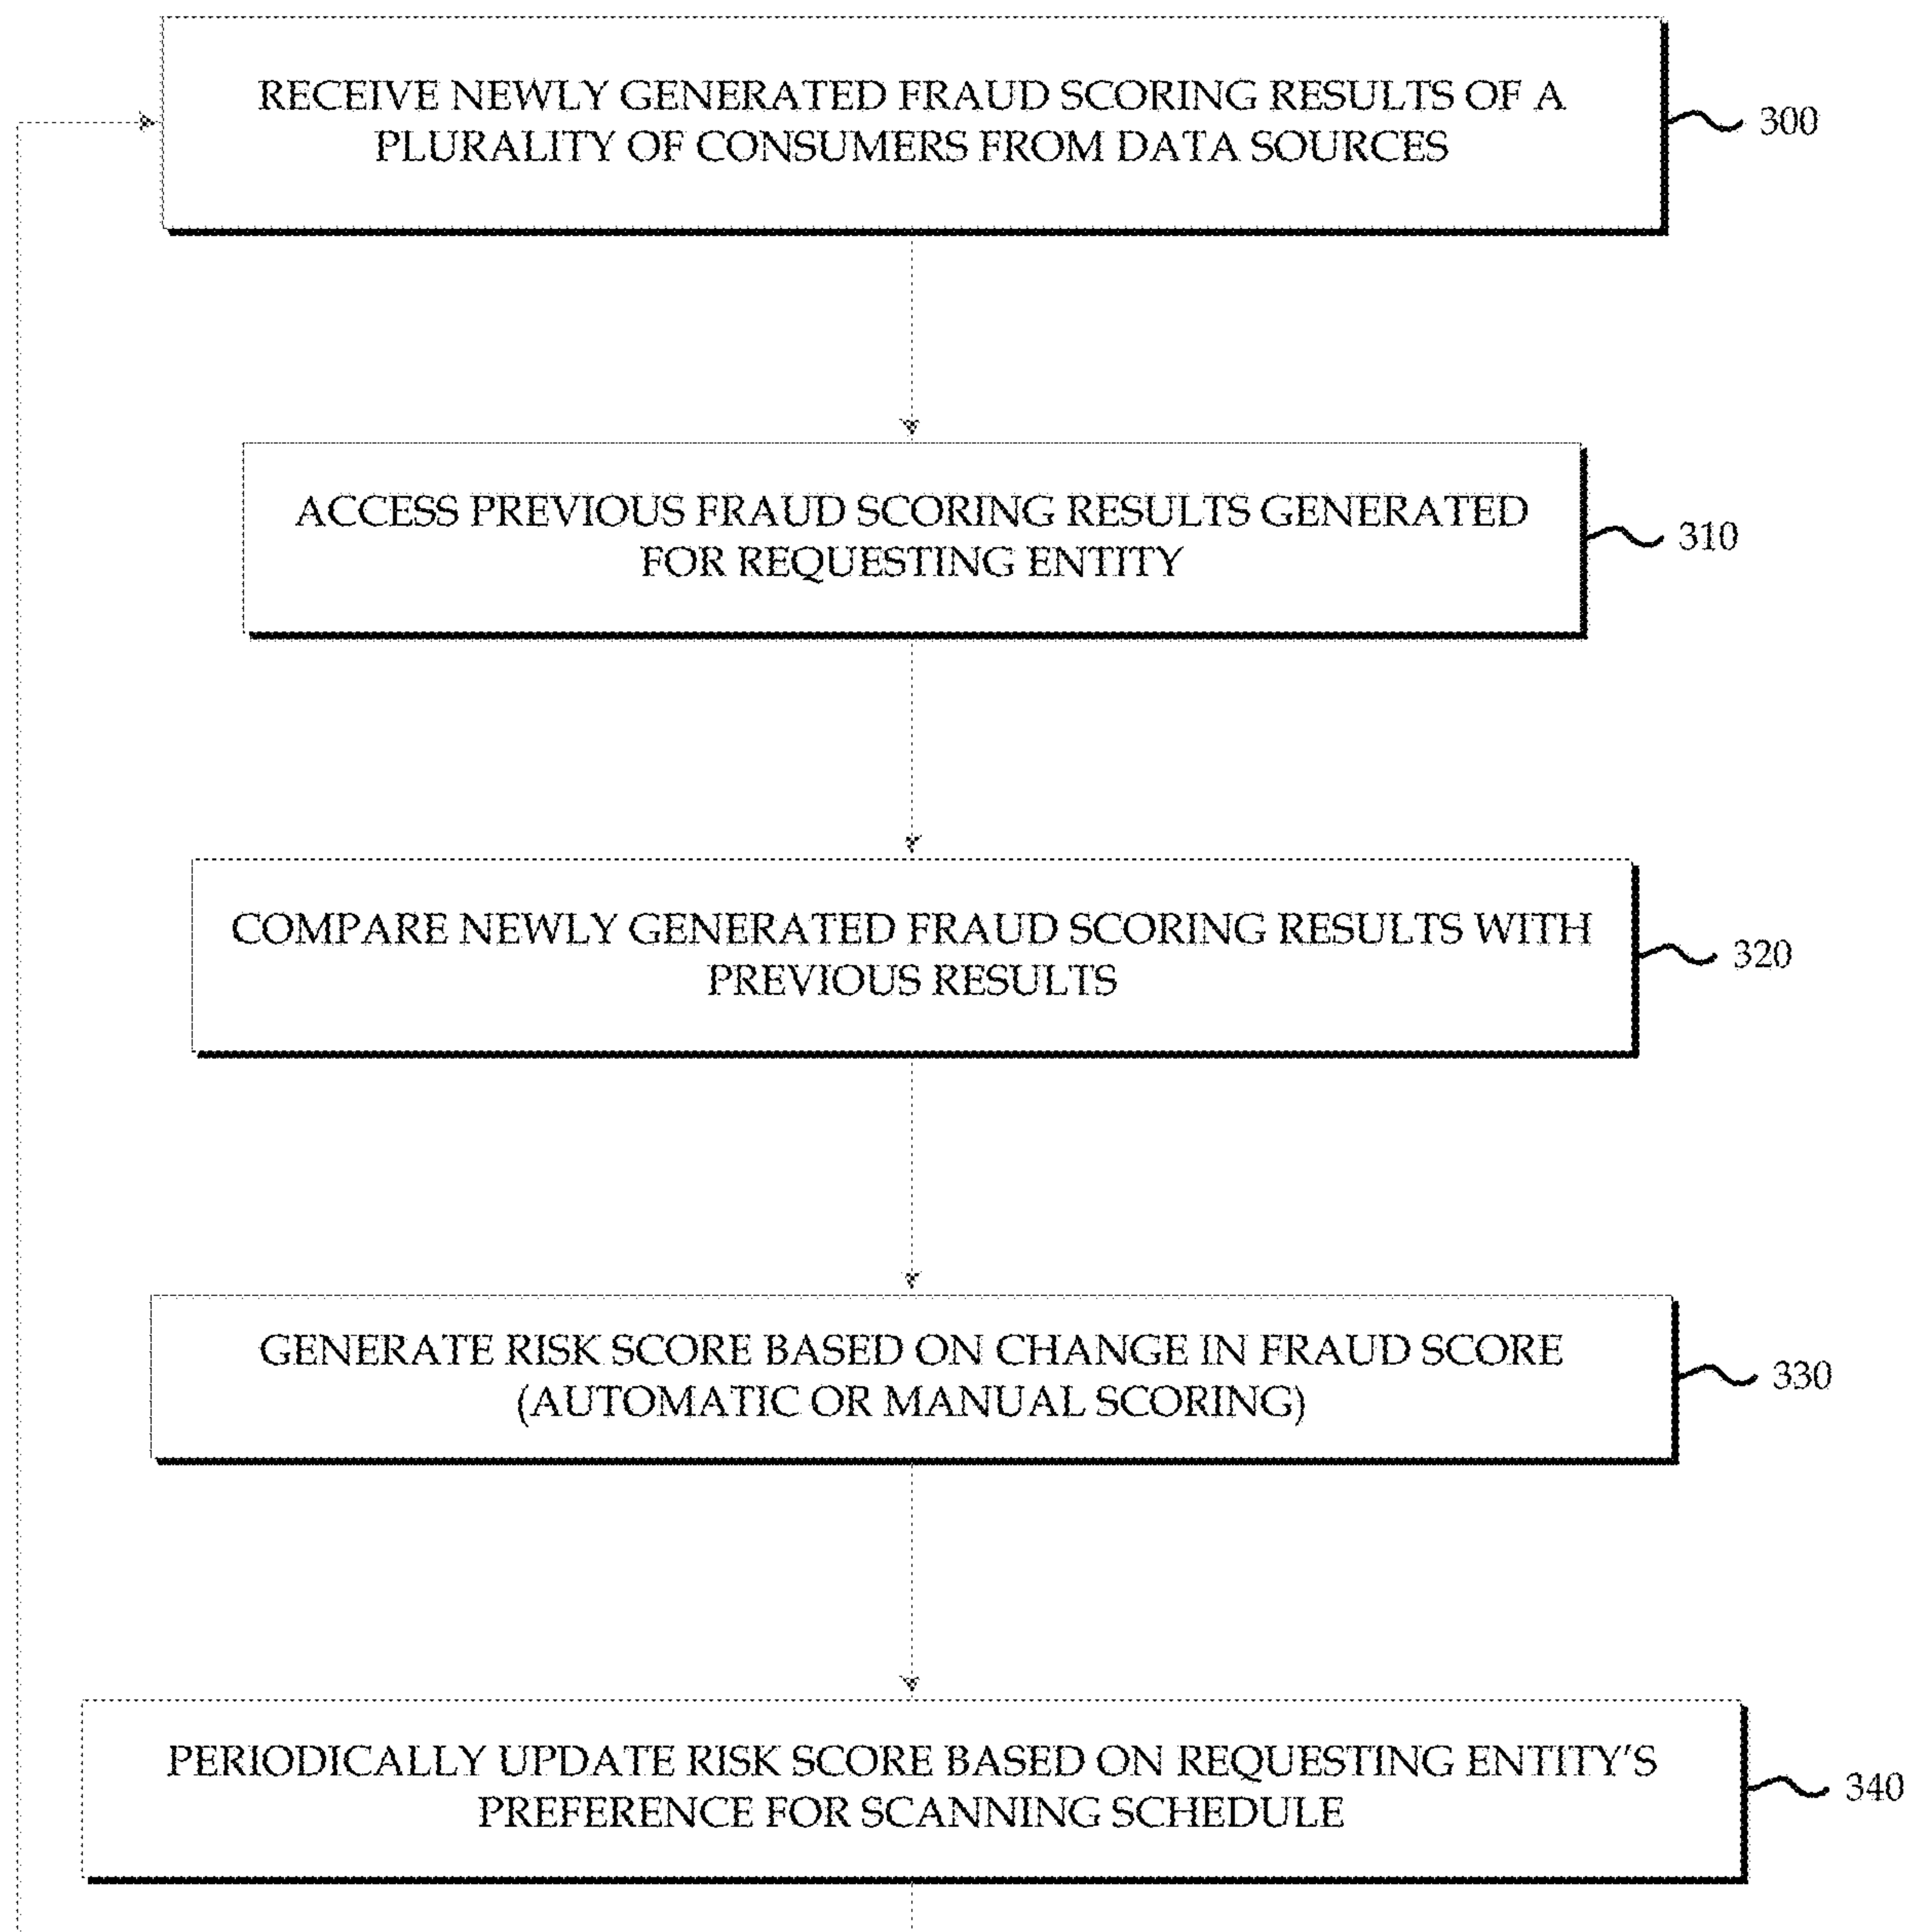 RECEIVE NEWLY GENERATED FRAUD SCORING RESULTS OF A
PLURALITY OF CONSUMERS FROM DATA SOURCES
300
ACCESS PREVIOUS FRAUD SCORING RESULTS GENERATED
FOR REQUESTING ENTITY
310
COMPARE NEWLY GENERATED FRAUD SCORING RESULTS WITH
PREVIOUS RESULTS
320
GENERATE RISK SCORE BASED ON CHANGE IN FRAUD SCORE
(AUTOMATIC OR MANUAL SCORING)
330
PERIODICALLY UPDATE RISK SCORE BASED ON REQUESTING ENTITY'S
PREFERENCE FOR SCANNING SCHEDULE
340